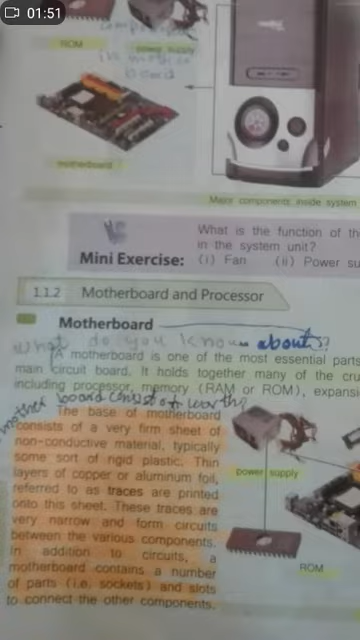 01:51
ROM
power supply
board
motherboard
Major components inside system
What is the function of th
in the system unit?
Mini Exercise: (i) Fan (ii) Power su
1.1.2 Motherboard and Processor
Motherboard
What do you know about
A motherboard is one of the most essential parts
main circuit board. It holds together many of the cru
including processor, memory (RAM or ROM), expansi
mother board consist of
The base of motherboard
consists of a very firm sheet of
non-conductive material, typically
some sort of rigid plastic. Thin
layers of copper or aluminum foil,
referred to as traces are printed
onto this sheet. These traces are
very narrow and form circuits
between the various components.
In addition to circuits, a
motherboard contains a number
of parts (i.e. sockets) and slots
to connect the other components.
power supply
ROM